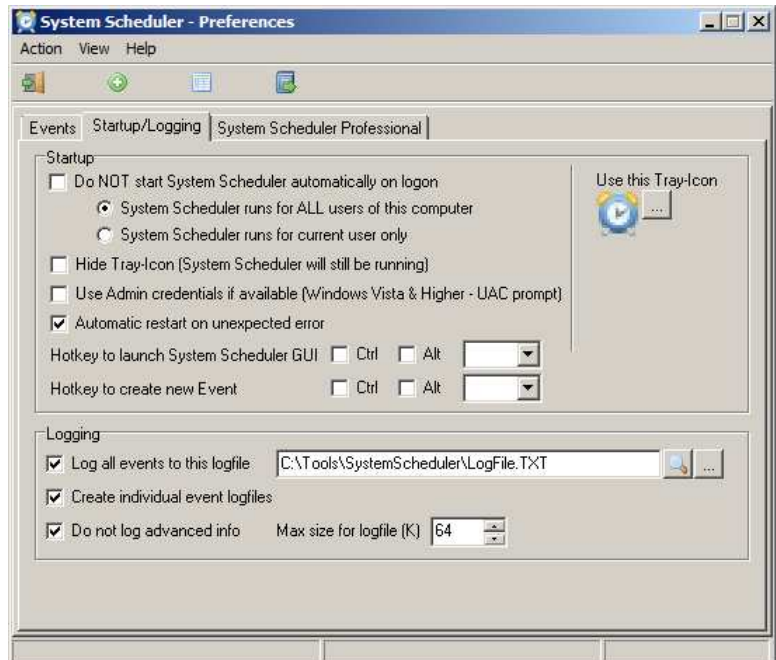 System Scheduler - Preferences
Action View Help
Events Startup/Logging System Scheduler Professional
Startup
Do NOT start System Scheduler automatically on logon
Use this Tray-Icon
System Scheduler runs for ALL users of this computer
...
System Scheduler runs for current user only
Hide Tray-Icon (System Scheduler will still be running)
Use Admin credentials if available (Windows Vista & Higher - UAC prompt)
Automatic restart on unexpected error
Hotkey to launch System Scheduler GUI Ctrl Alt
Hotkey to create new Event Ctrl Alt
Logging
Log all events to this logfile C:\Tools\SystemScheduler\LogFile.TXT ...
Create individual event logfiles
Do not log advanced info Max size for logfile (K) 64